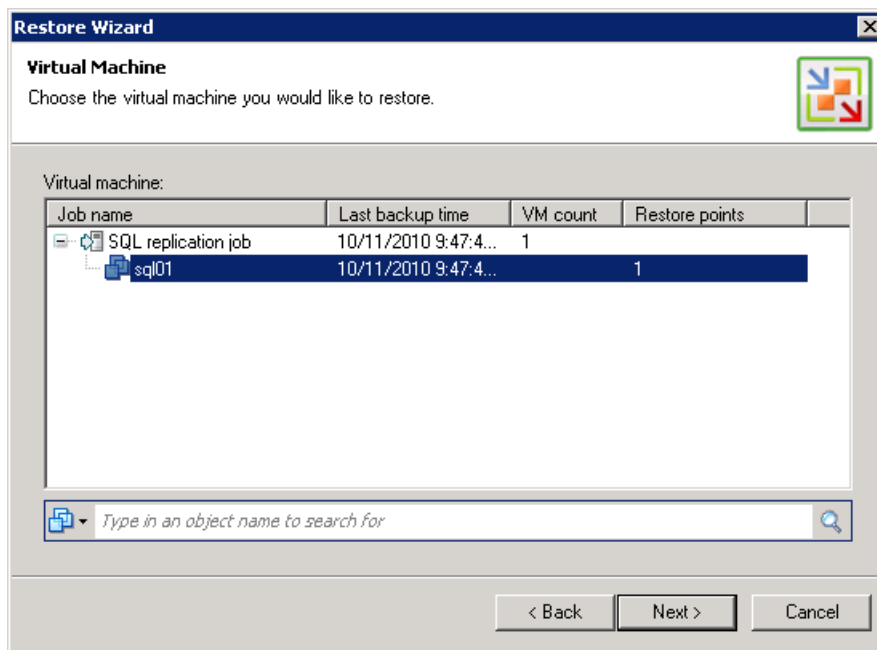 Restore Wizard
Virtual Machine
Choose the virtual machine you would like to restore.
Virtual machine:
Job name Last backup time VM count Restore points
SQL replication job 10/11/2010 9:47:4... 1
sql01 10/11/2010 9:47:4... 1
Type in an object name to search for
< Back Next > Cancel